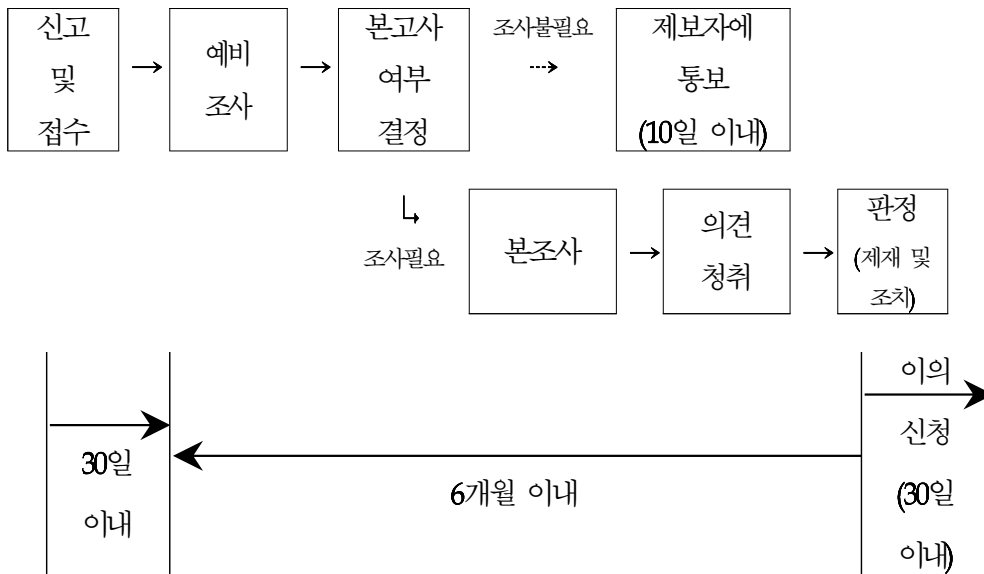 신고
및
접수
예비
조사
본고사
여부
결정
조사불필요
제보자에
통보
(10일 이내)
조사필요
본조사
의견
청취
판정
(제재 및
조치)
30일
이내
6개월 이내
이의
신청
(30일
이내)